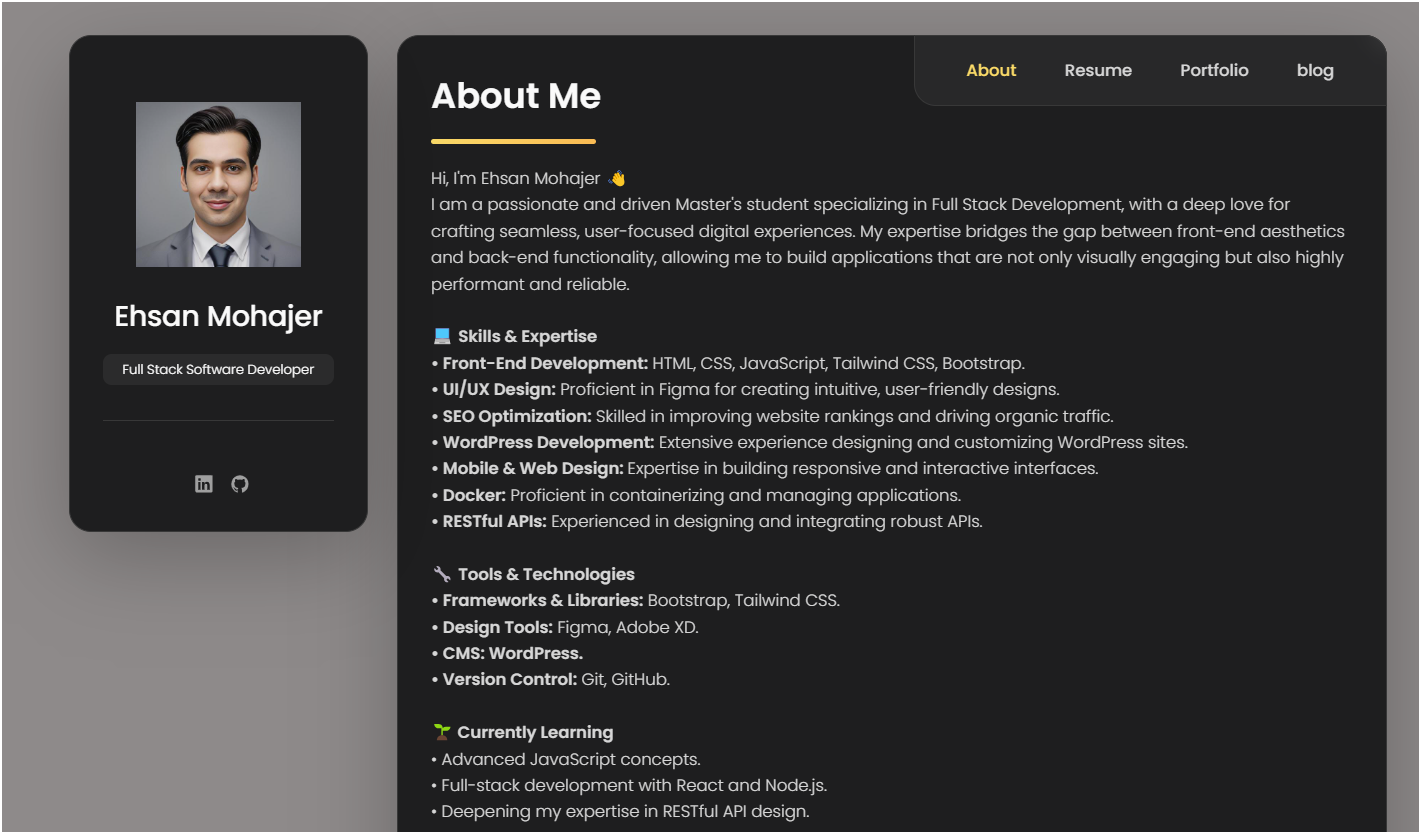 About
Resume
Portfolio
blog
Ehsan Mohajer
Full Stack Software Developer
About Me
Hi, I'm Ehsan Mohajer 👋
I am a passionate and driven Master's student specializing in Full Stack Development, with a deep love for
crafting seamless, user-focused digital experiences. My expertise bridges the gap between front-end aesthetics
and back-end functionality, allowing me to build applications that are not only visually engaging but also highly
performant and reliable.
💻 Skills & Expertise
• Front-End Development: HTML, CSS, JavaScript, Tailwind CSS, Bootstrap.
• UI/UX Design: Proficient in Figma for creating intuitive, user-friendly designs.
• SEO Optimization: Skilled in improving website rankings and driving organic traffic.
• WordPress Development: Extensive experience designing and customizing WordPress sites.
• Mobile & Web Design: Expertise in building responsive and interactive interfaces.
• Docker: Proficient in containerizing and managing applications.
• RESTful APIs: Experienced in designing and integrating robust APIs.
🔧 Tools & Technologies
• Frameworks & Libraries: Bootstrap, Tailwind CSS.
• Design Tools: Figma, Adobe XD.
• CMS: WordPress.
• Version Control: Git, GitHub.
🌱 Currently Learning
• Advanced JavaScript concepts.
• Full-stack development with React and Node.js.
• Deepening my expertise in RESTful API design.